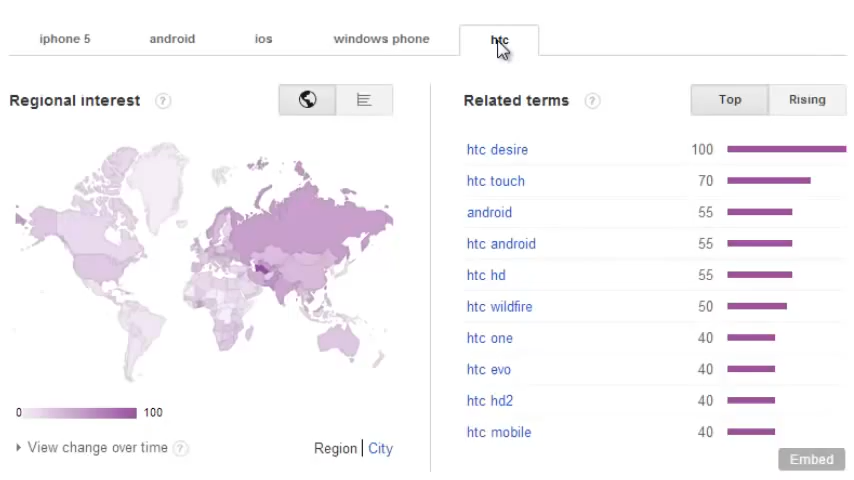 iphone 5 android ios windows phone htc
Regional interest ?
0 100
View change over time ?
Region | City
Related terms ? Top Rising
htc desire 100
htc touch 70
android 55
htc android 55
htc hd 55
htc wildfire 50
htc one 40
htc evo 40
htc hd2 40
htc mobile 40
Embed